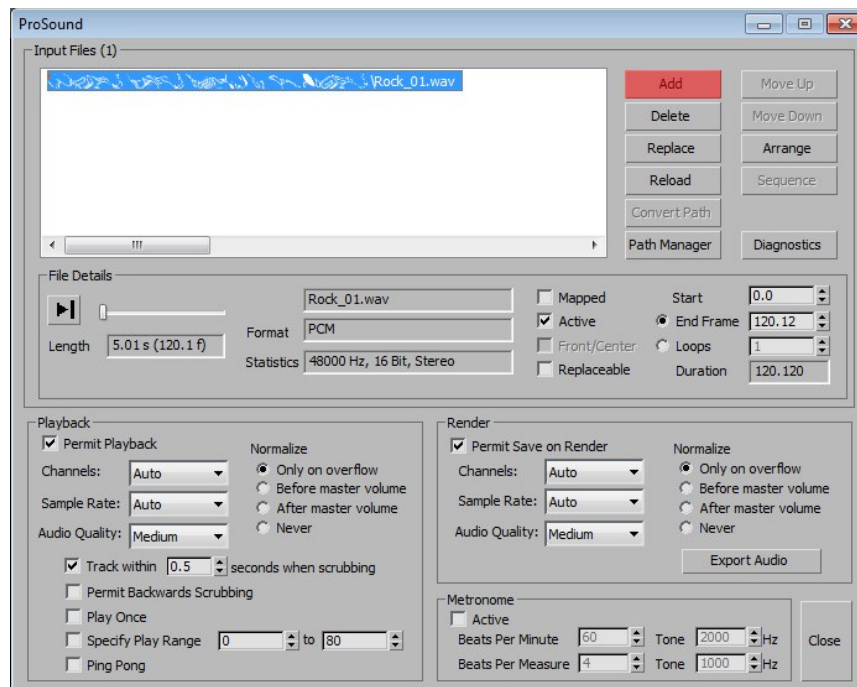 ProSound
Input Files (1)
\Rock_01.wav
Add Move Up
Delete Move Down
Replace Arrange
Reload Sequence
Convert Path
Path Manager Diagnostics
File Details
Rock_01.wav
Length 5.01 s (120.1 f)
Format PCM
Statistics 48000 Hz, 16 Bit, Stereo
Mapped
Active
Front/Center
Replaceable
Start 0.0
End Frame 120.12
Loops 1
Duration 120.120
Playback
Permit Playback
Channels: Auto
Sample Rate: Auto
Audio Quality: Medium
Normalize
Only on overflow
Before master volume
After master volume
Never
Track within 0.5 seconds when scrubbing
Permit Backwards Scrubbing
Play Once
Specify Play Range 0 to 80
Ping Pong
Render
Permit Save on Render
Channels: Auto
Sample Rate: Auto
Audio Quality: Medium
Normalize
Only on overflow
Before master volume
After master volume
Never
Export Audio
Metronome
Active
Beats Per Minute 60 Tone 2000 Hz
Beats Per Measure 4 Tone 1000 Hz
Close